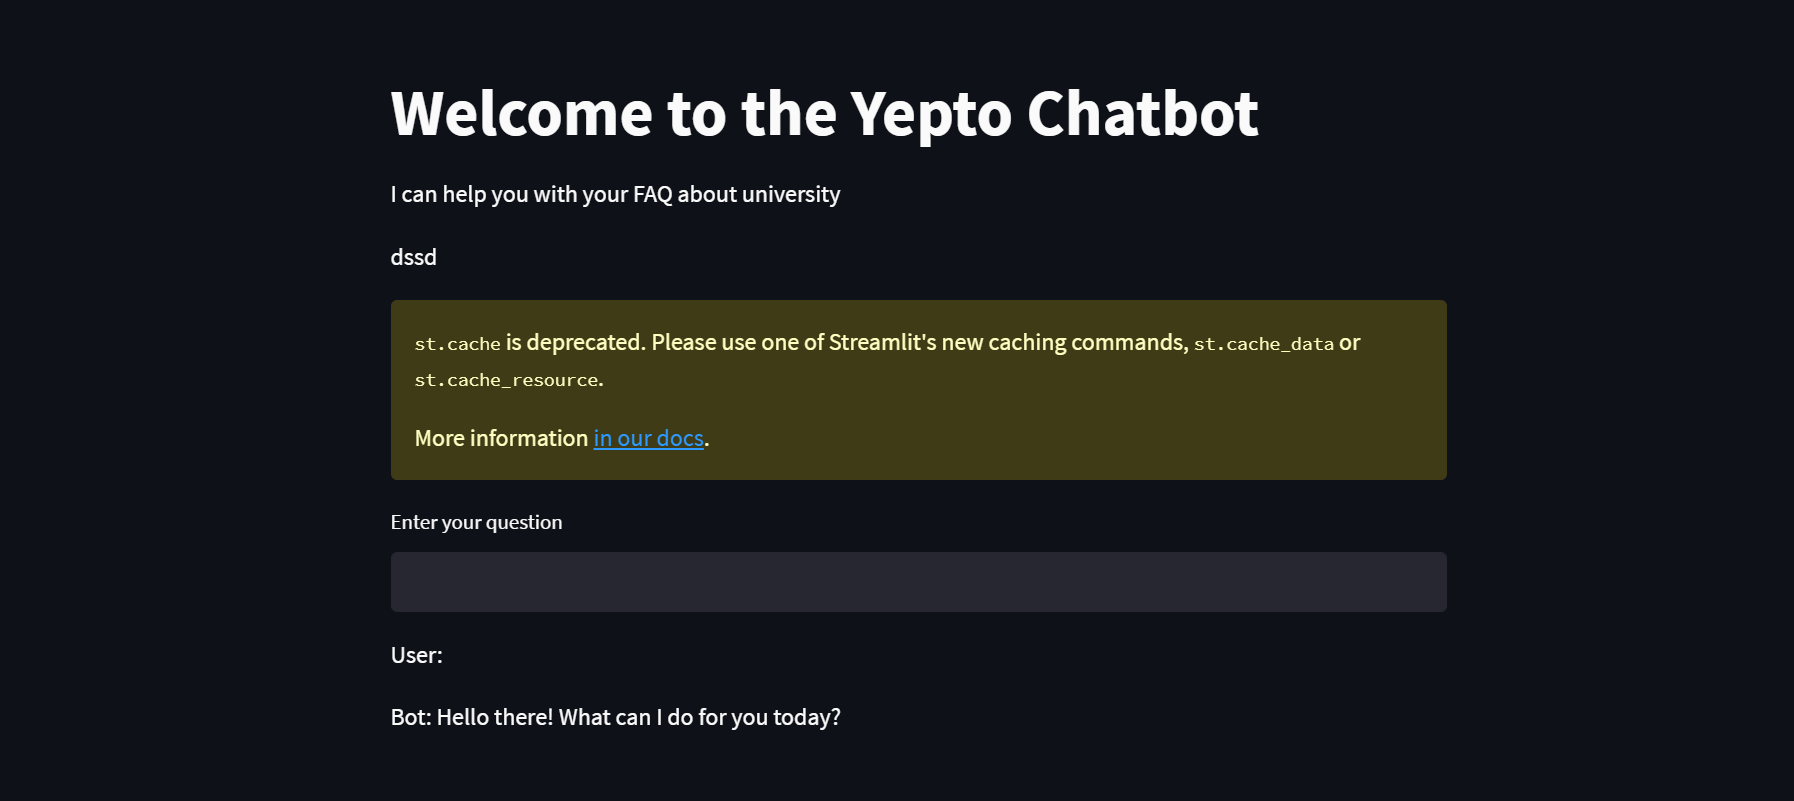 Welcome to the Yepto Chatbot
I can help you with your FAQ about university
dssd
st.cache is deprecated. Please use one of Streamlit's new caching commands, st.cache_data or
st.cache_resource.
More information in our docs.
Enter your question
User:
Bot: Hello there! What can I do for you today?